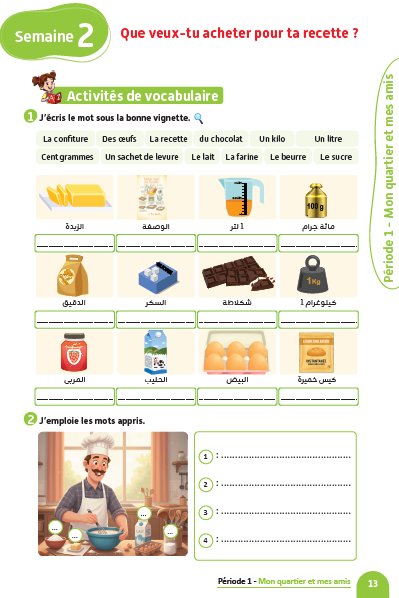 Semaine 2
Que veux-tu acheter pour ta recette ?
Activités de vocabulaire
1 J'écris le mot sous la bonne vignette.
La confiture Des œufs La recette du chocolat Un kilo Un litre
Cent grammes Un sachet de levure Le lait La farine Le beurre Le sucre
100 g
الزبدة الوصفة 1 لتر مائة جرام
1Kg
الدقيق السكر شكلاطة كيلوغرام 1
المربى الحليب البيض كيس خميرة
2 J'emploie les mots appris.
... ... ... ...
1 : ..........................................
2 : ..........................................
3 : ..........................................
4 : ..........................................
Période 1 - Mon quartier et mes amis
Période 1 - Mon quartier et mes amis
13